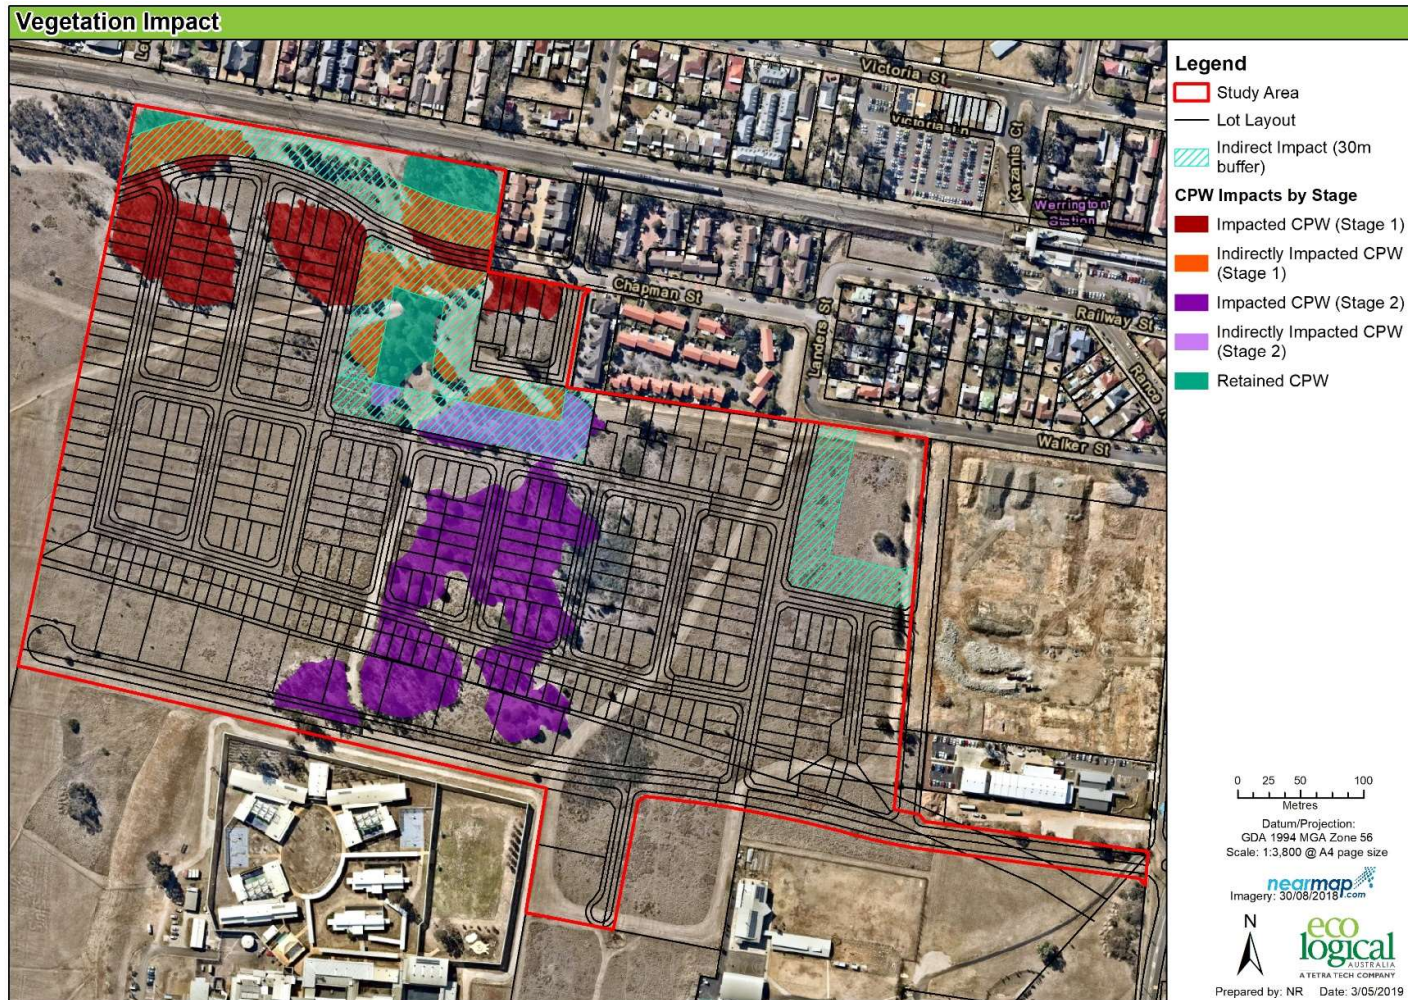 Vegetation Impact
Victoria St
Victoria Ln
Kazanis Ct
Werrington
Station
Chapman St
Landers St
Railway St
Race
Walker St
Legend
Study Area
Lot Layout
Indirect Impact (30m
buffer)
CPW Impacts by Stage
Impacted CPW (Stage 1)
Indirectly Impacted CPW
(Stage 1)
Impacted CPW (Stage 2)
Indirectly Impacted CPW
(Stage 2)
Retained CPW
0 25 50 100
Metres
Datum/Projection:
GDA 1994 MGA Zone 56
Scale: 1:3,800 @ A4 page size
nearmap
.com
Imagery: 30/08/2018
N
eco
logical
AUSTRALIA
A TETRA TECH COMPANY
Prepared by: NR Date: 3/05/2019